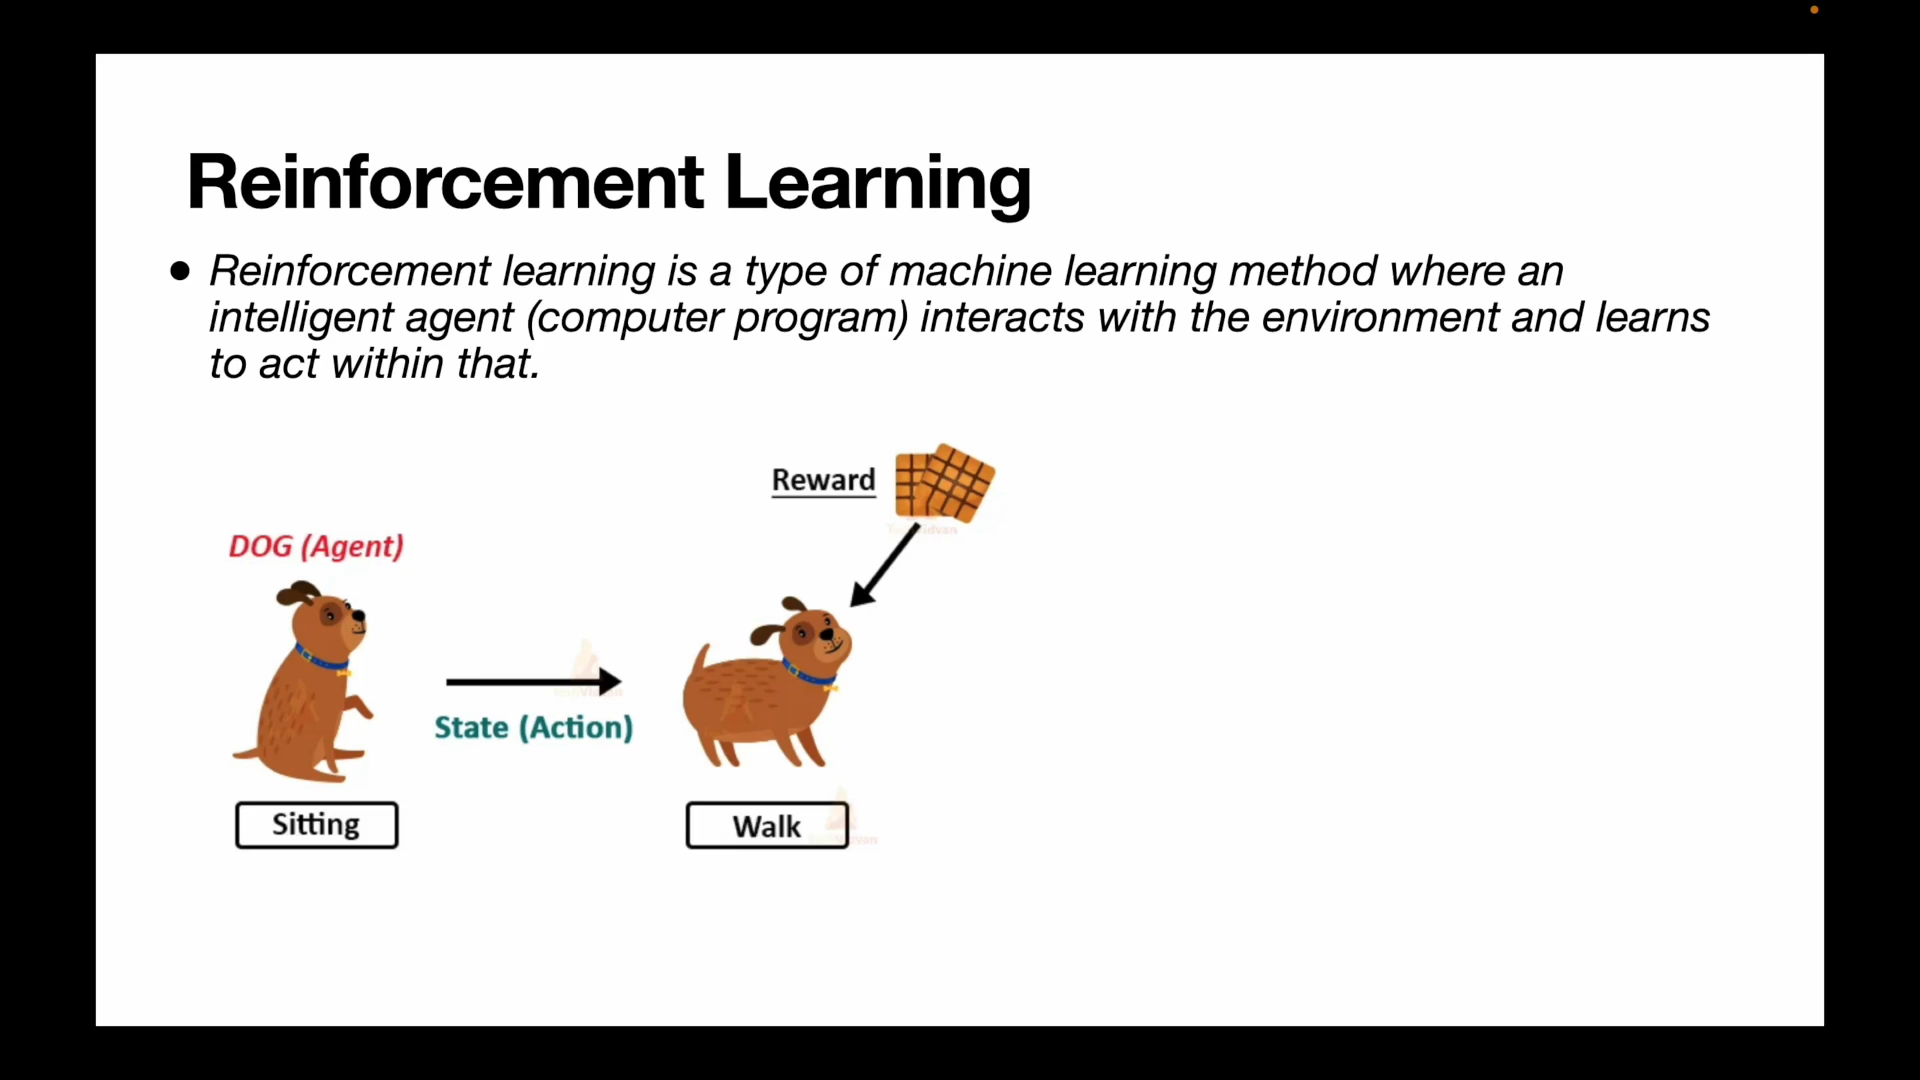 Reinforcement Learning
• Reinforcement learning is a type of machine learning method where an
intelligent agent (computer program) interacts with the environment and learns
to act within that.
Reward
DOG (Agent)
State (Action)
Sitting
Walk